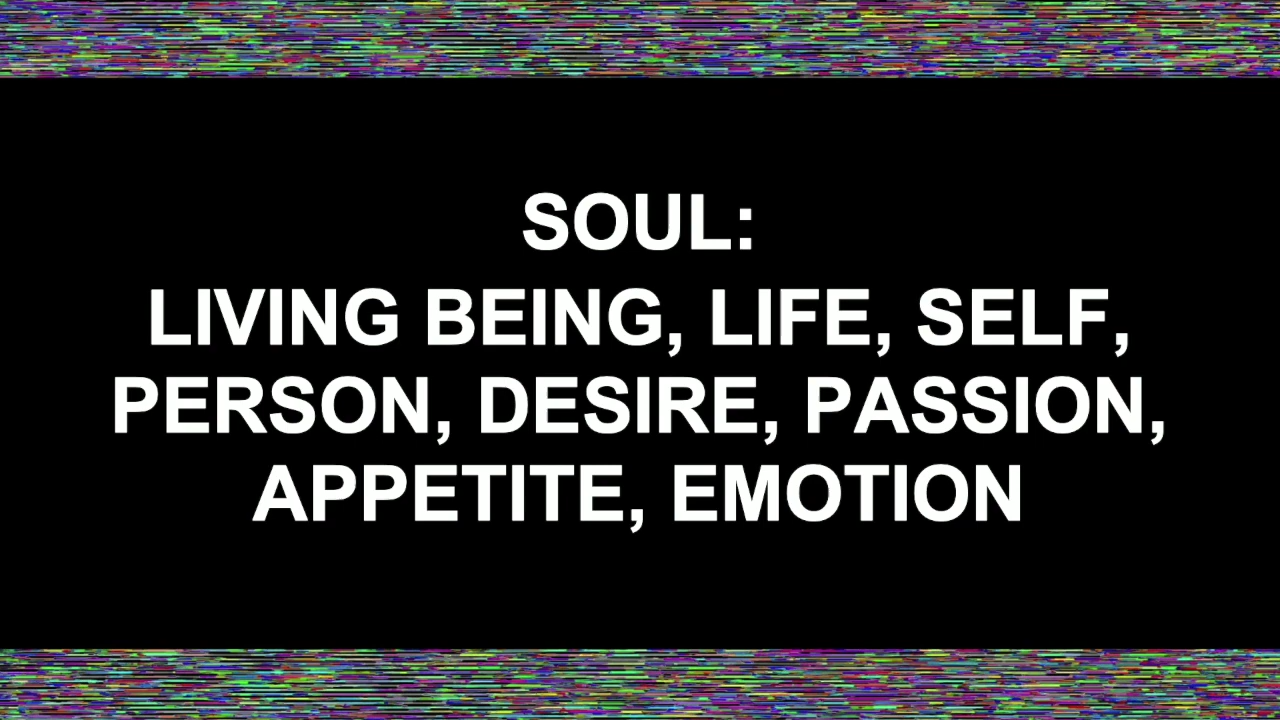 SOUL:
LIVING BEING, LIFE, SELF,
PERSON, DESIRE, PASSION,
APPETITE, EMOTION